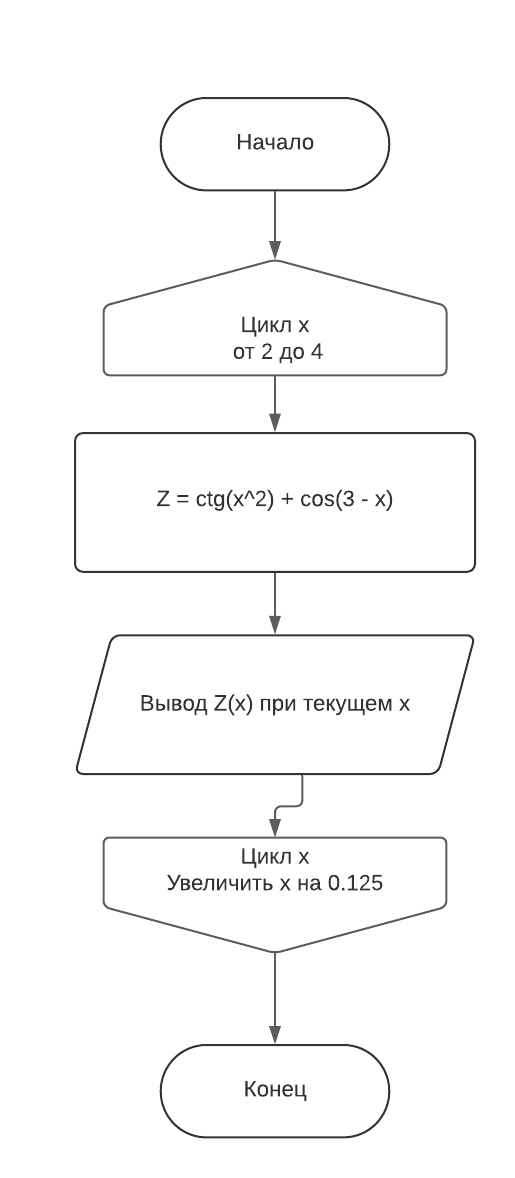 Начало
Цикл x
от 2 до 4
Z = ctg(x^2) + cos(3 - x)
Вывод Z(x) при текущем x
Цикл x
Увеличить x на 0.125
Конец